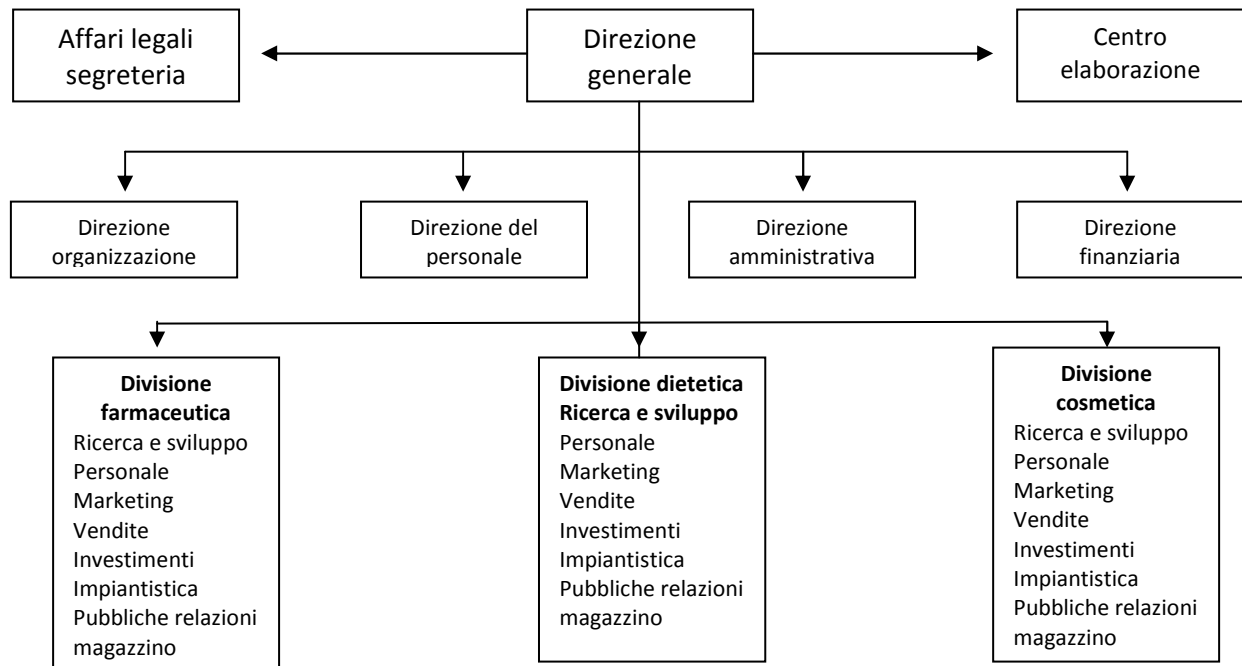 Affari legali
segreteria
Direzione
generale
Centro
elaborazione
Direzione
organizzazione
Direzione del
personale
Direzione
amministrativa
Direzione
finanziaria
Divisione
farmaceutica
Ricerca e sviluppo
Personale
Marketing
Vendite
Investimenti
Impiantistica
Pubbliche relazioni
magazzino
Divisione dietetica
Ricerca e sviluppo
Personale
Marketing
Vendite
Investimenti
Impiantistica
Pubbliche relazioni
magazzino
Divisione
cosmetica
Ricerca e sviluppo
Personale
Marketing
Vendite
Investimenti
Impiantistica
Pubbliche relazioni
magazzino